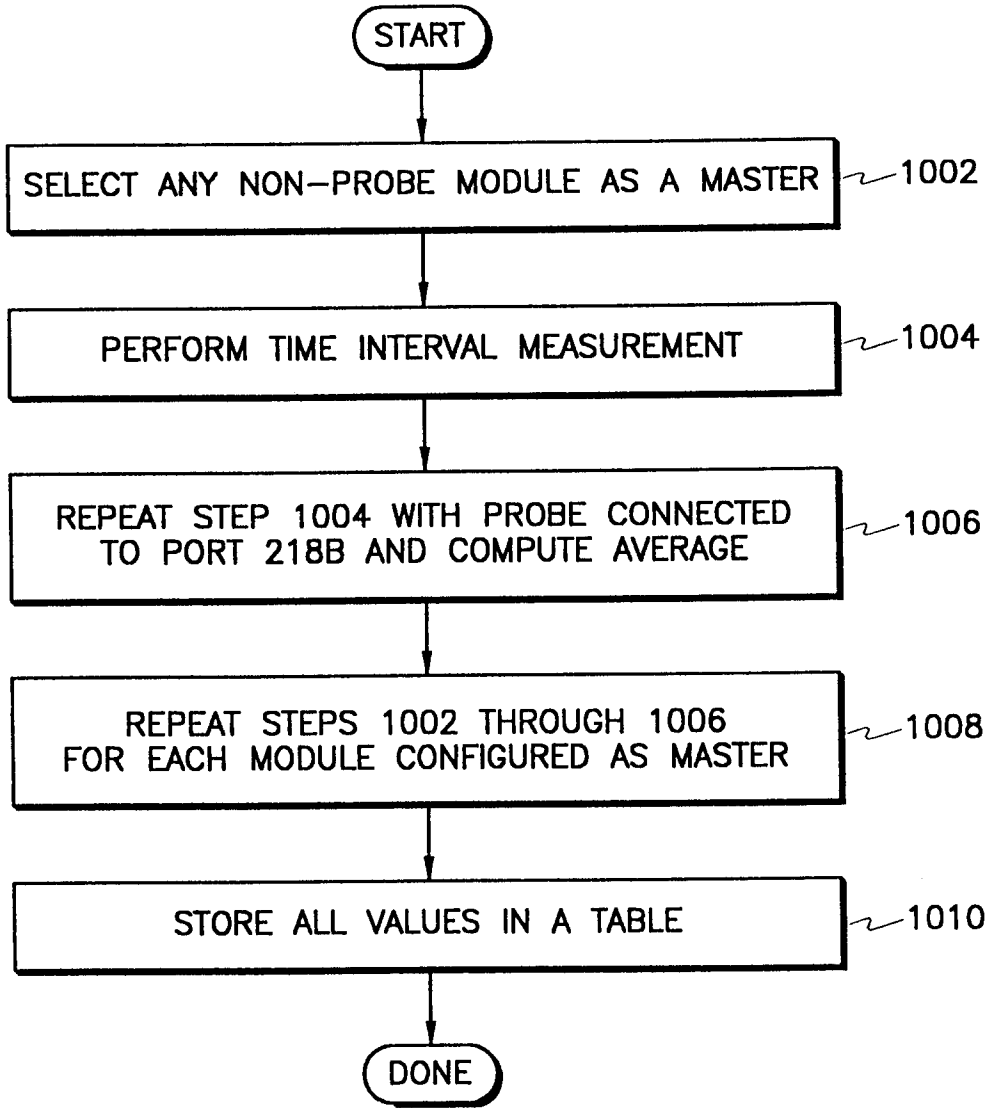 START
SELECT ANY NON-PROBE MODULE AS A MASTER
1002
PERFORM TIME INTERVAL MEASUREMENT
1004
REPEAT STEP 1004 WITH PROBE CONNECTED
TO PORT 218B AND COMPUTE AVERAGE
1006
REPEAT STEPS 1002 THROUGH 1006
FOR EACH MODULE CONFIGURED AS MASTER
1008
STORE ALL VALUES IN A TABLE
1010
DONE